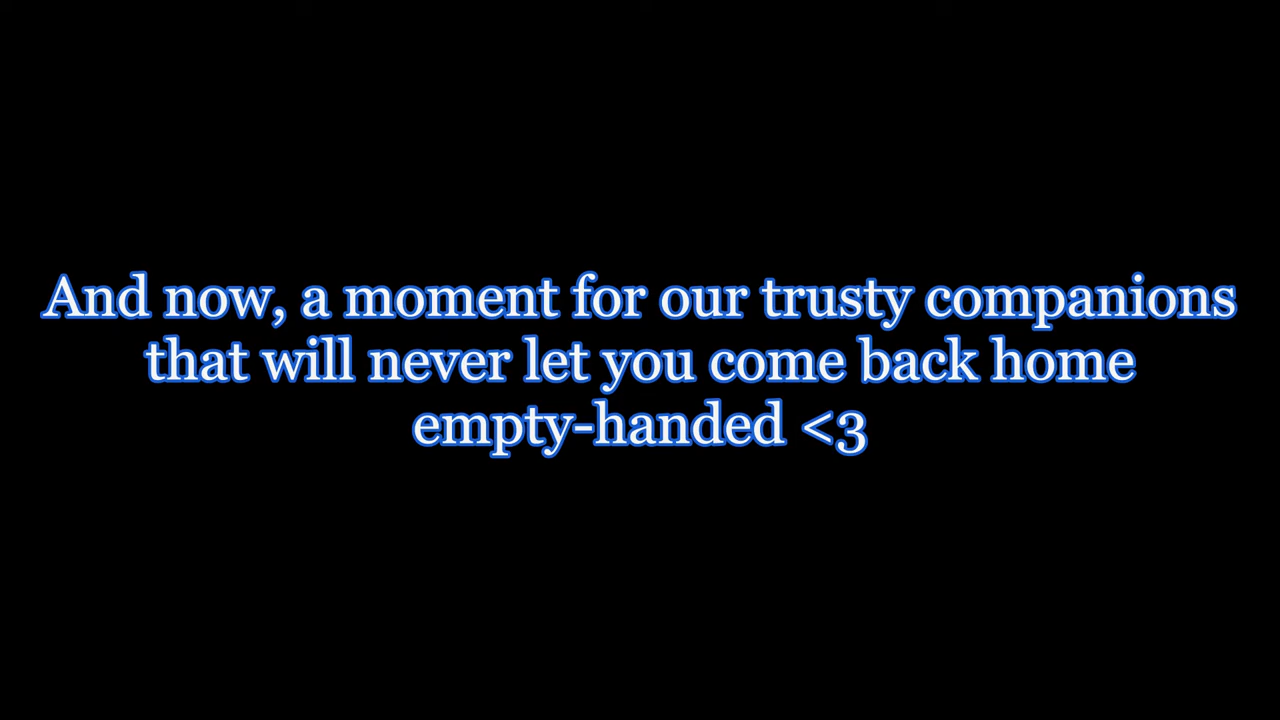 And now, a moment for our trusty companions
that will never let you come back home
empty-handed <3